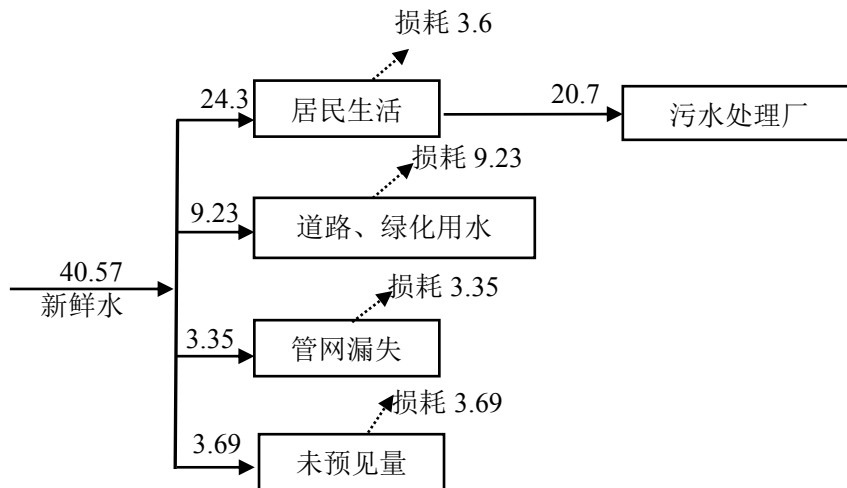 损耗 3.6
24.3
居民生活
20.7
污水处理厂
损耗 9.23
9.23
道路、绿化用水
40.57
新鲜水
损耗 3.35
3.35
管网漏失
损耗 3.69
3.69
未预见量